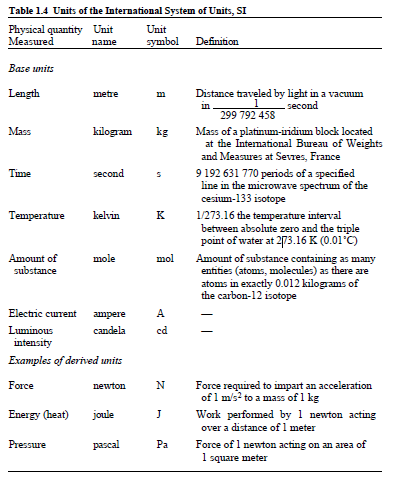 Table 1.4 Units of the International System of Units, SI
Physical quantity Unit Unit
Measured name symbol Definition
Base units
Length metre m Distance traveled by light in a vacuum
in 1 second
299 792 458
Mass kilogram kg Mass of a platinum-iridium block located
at the International Bureau of Weights
and Measures at Sevres, France
Time second s 9 192 631 770 periods of a specified
line in the microwave spectrum of the
cesium-133 isotope
Temperature kelvin K 1/273.16 the temperature interval
between absolute zero and the triple
point of water at 273.16 K (0.01°C)
Amount of mole mol Amount of substance containing as many
substance entities (atoms, molecules) as there are
atoms in exactly 0.012 kilograms of
the carbon-12 isotope
Electric current ampere A —
Luminous candela cd —
intensity
Examples of derived units
Force newton N Force required to impart an acceleration
of 1 m/s² to a mass of 1 kg
Energy (heat) joule J Work performed by 1 newton acting
over a distance of 1 meter
Pressure pascal Pa Force of 1 newton acting on an area of
1 square meter